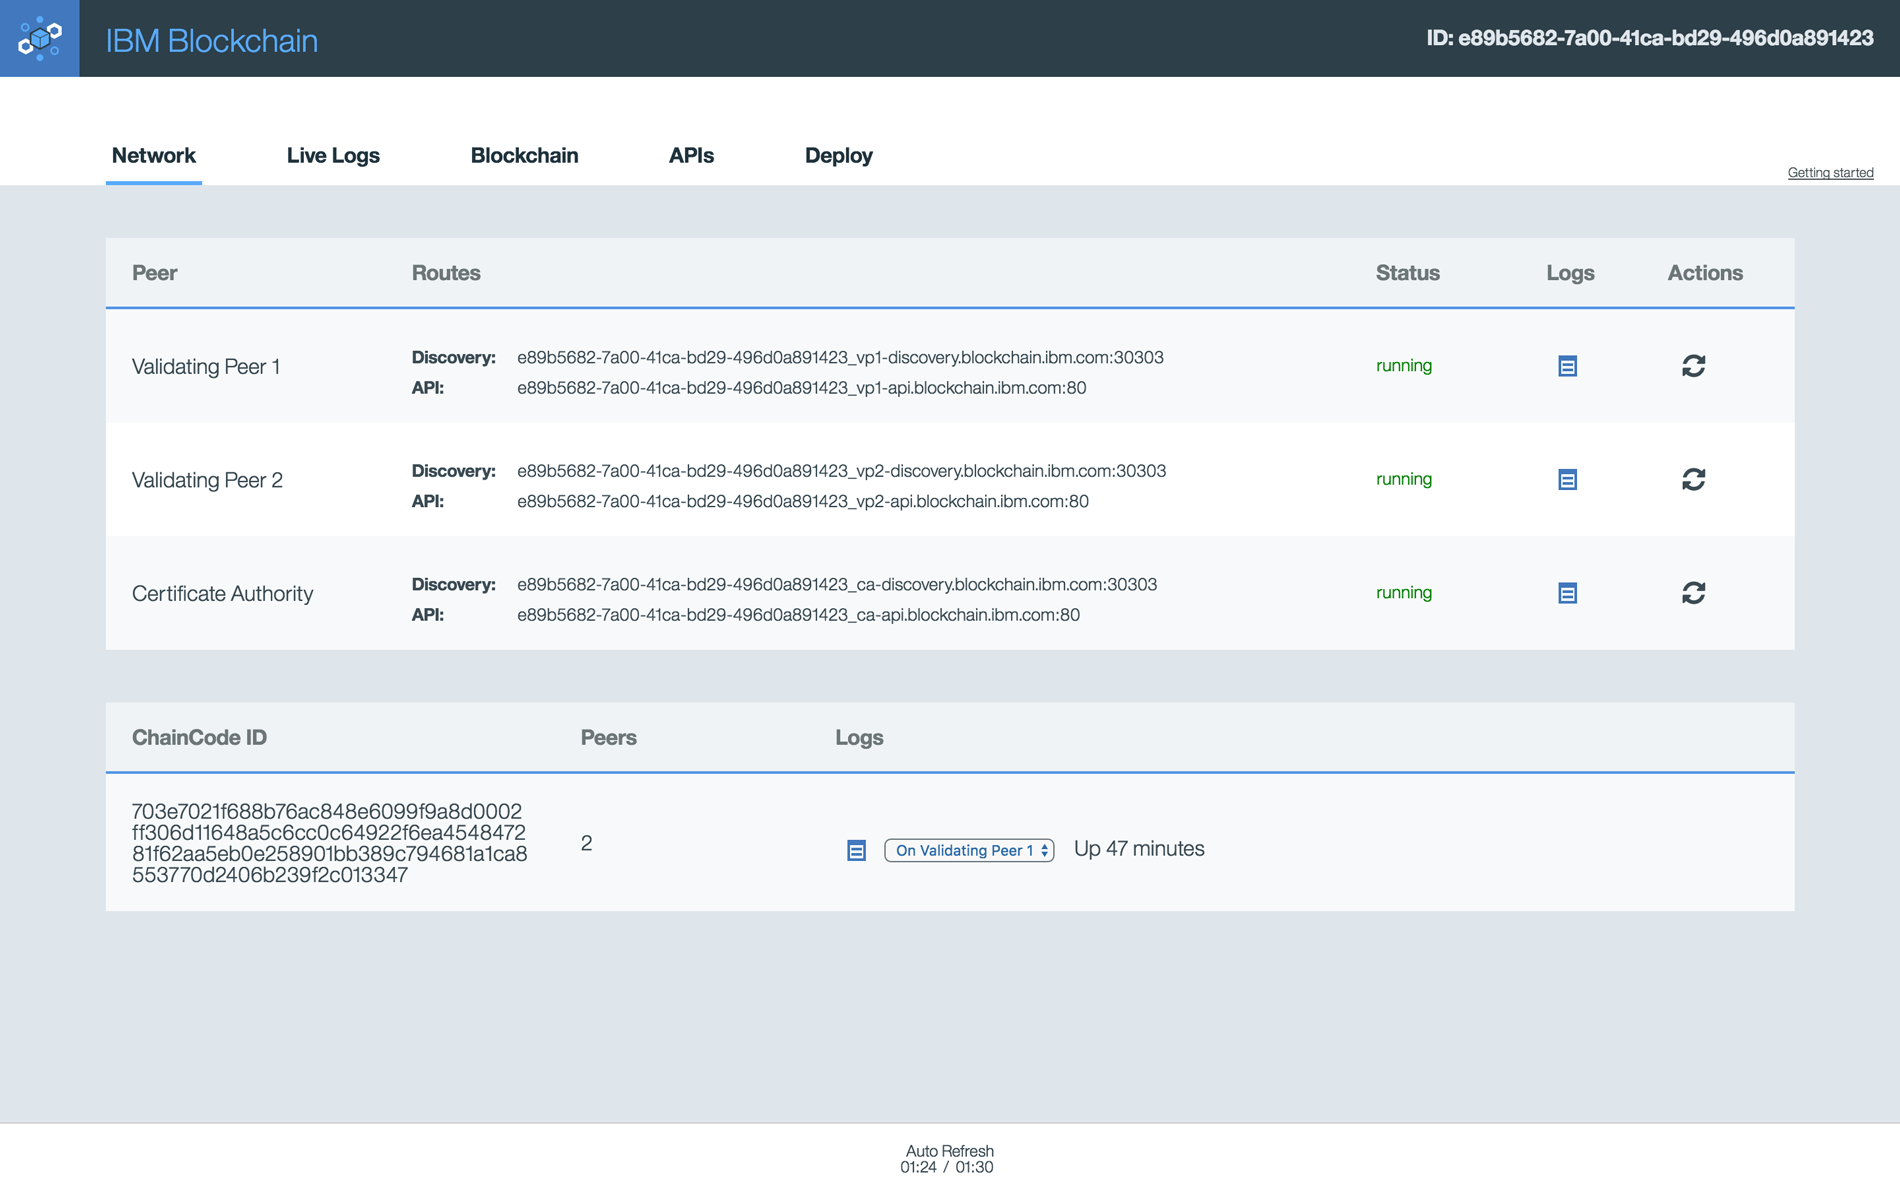 IBM Blockchain
ID: e89b5682-7a00-41ca-bd29-496d0a891423
Network Live Logs Blockchain APIs Deploy
Getting started
Peer Routes Status Logs Actions
Validating Peer 1
Discovery: e89b5682-7a00-41ca-bd29-496d0a891423_vp1-discovery.blockchain.ibm.com:30303
API: e89b5682-7a00-41ca-bd29-496d0a891423_vp1-api.blockchain.ibm.com:80
running
Validating Peer 2
Discovery: e89b5682-7a00-41ca-bd29-496d0a891423_vp2-discovery.blockchain.ibm.com:30303
API: e89b5682-7a00-41ca-bd29-496d0a891423_vp2-api.blockchain.ibm.com:80
running
Certificate Authority
Discovery: e89b5682-7a00-41ca-bd29-496d0a891423_ca-discovery.blockchain.ibm.com:30303
API: e89b5682-7a00-41ca-bd29-496d0a891423_ca-api.blockchain.ibm.com:80
running
ChainCode ID Peers Logs
703e7021f688b76ac848e6099f9a8d0002
ff306d11648a5c6cc0c64922f6ea4548472
81f62aa5eb0e258901bb389c794681a1ca8
553770d2406b239f2c013347
2
On Validating Peer 1 Up 47 minutes
Auto Refresh
01:24 / 01:30